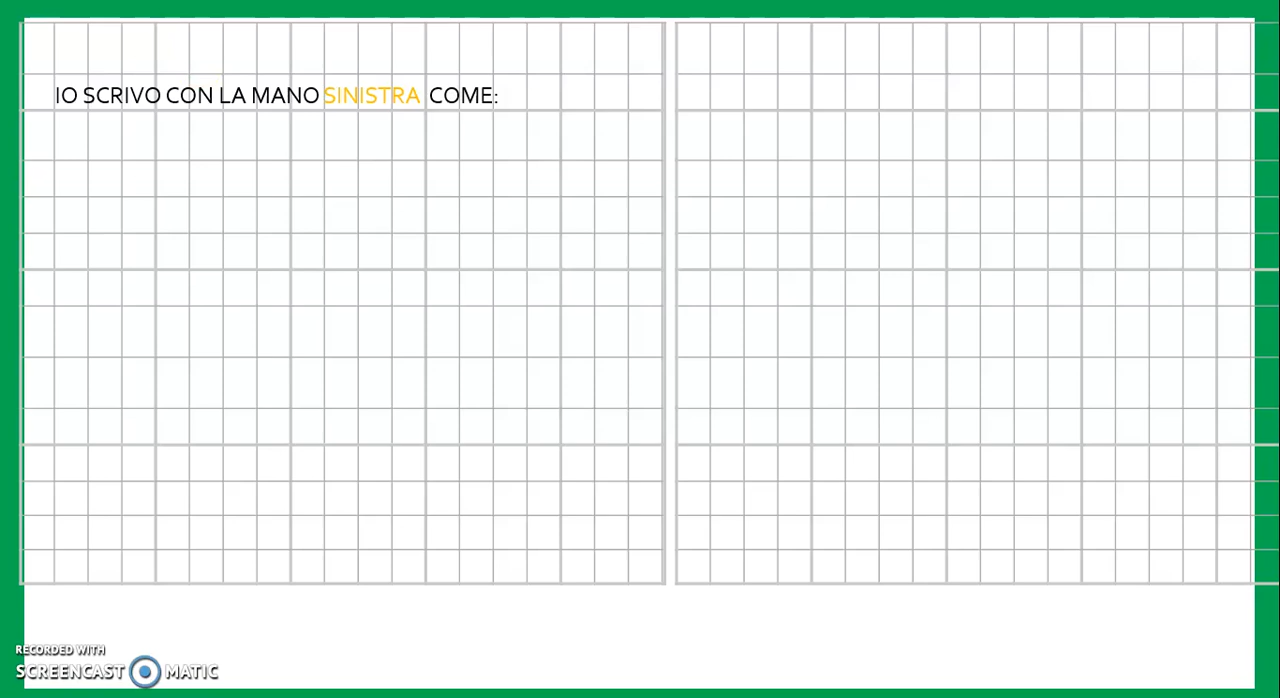 IO SCRIVO CON LA MANO SINISTRA COME:
RECORDED WITH
SCREENCAST MATIC